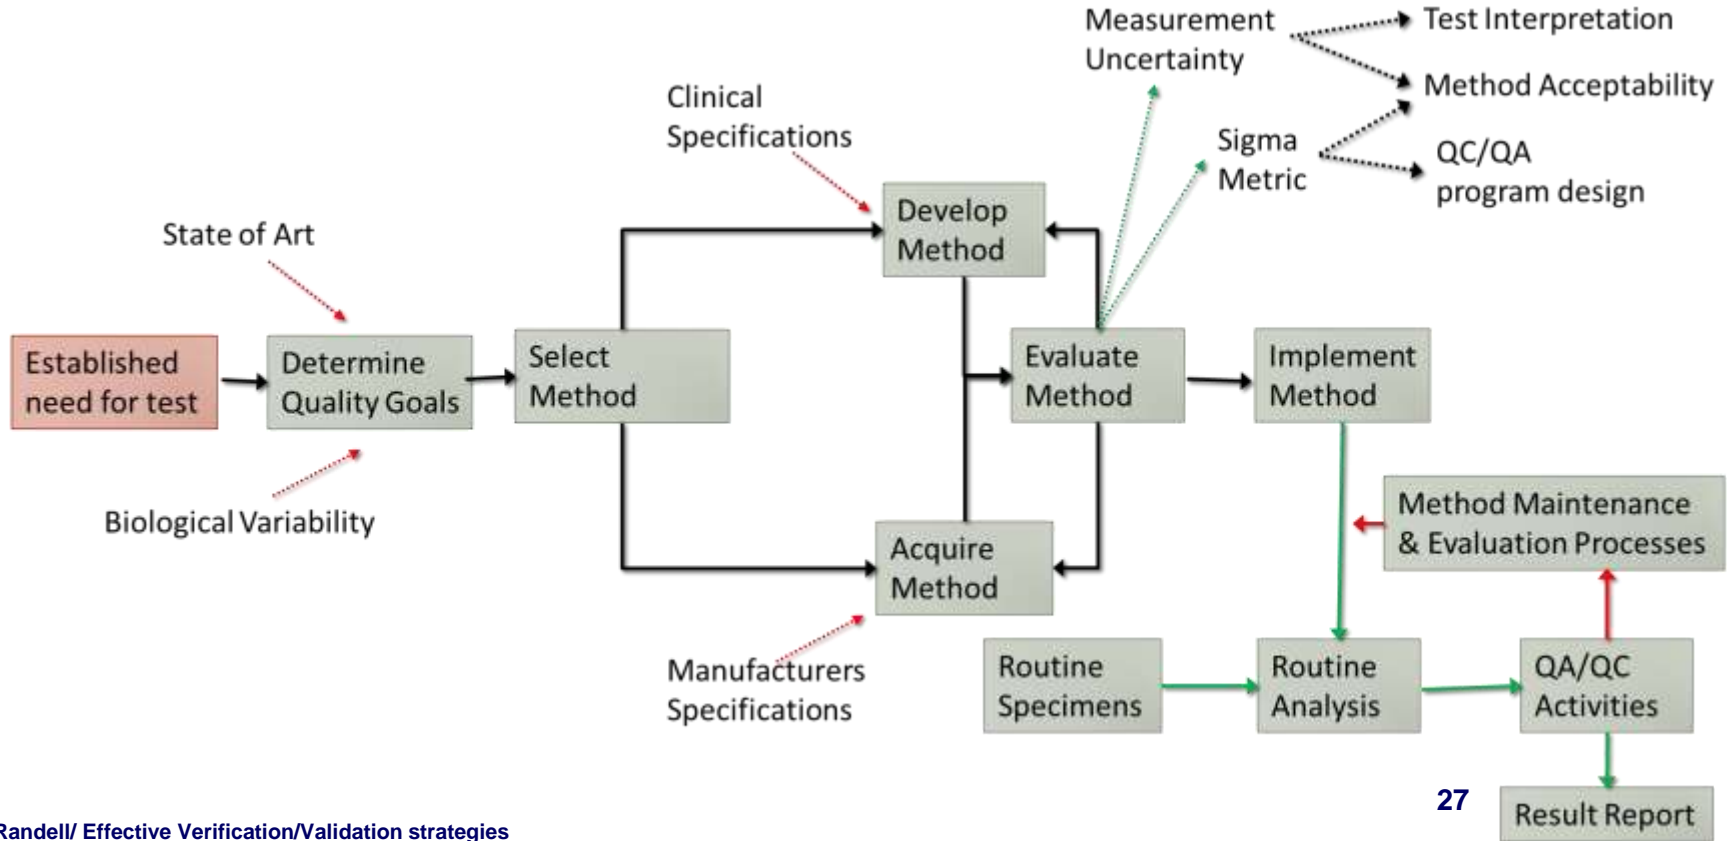 Measurement
Uncertainty
Test Interpretation
Method Acceptability
Clinical
Specifications
Sigma
Metric
QC/QA
program design
State of Art
Develop
Method
Established
need for test
Determine
Quality Goals
Select
Method
Evaluate
Method
Implement
Method
Biological Variability
Acquire
Method
Method Maintenance
& Evaluation Processes
Manufacturers
Specifications
Routine
Specimens
Routine
Analysis
QA/QC
Activities
27
Result Report
Randell/ Effective Verification/Validation strategies